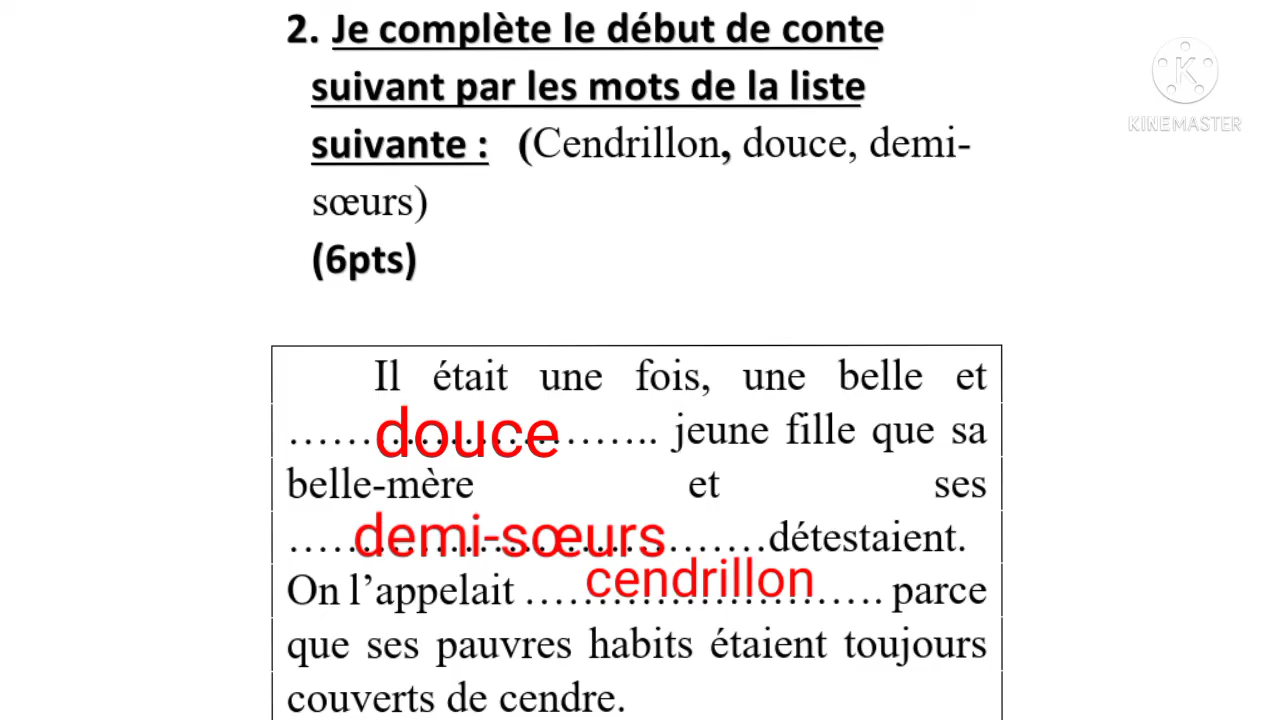 2. Je complète le début de conte
suivant par les mots de la liste
suivante : (Cendrillon, douce, demi-
sœurs)
(6pts)
KINEMASTER
Il était une fois, une belle et
……………………….. jeune fille que sa
douce
belle-mère et ses
………………………………détestaient.
demi-sœurs
On l’appelait ………………………. parce
cendrillon
que ses pauvres habits étaient toujours
couverts de cendre.